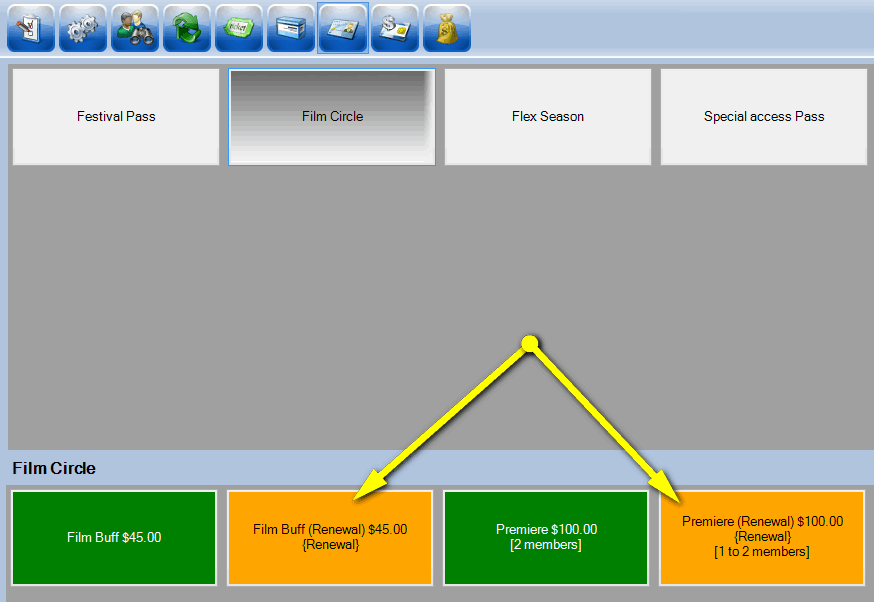 Ticket
Festival Pass
Film Circle
Flex Season
Special access Pass
Film Circle
Film Buff $45.00
Film Buff (Renewal) $45.00
{Renewal}
Premiere $100.00
[2 members]
Premiere (Renewal) $100.00
{Renewal}
[1 to 2 members]